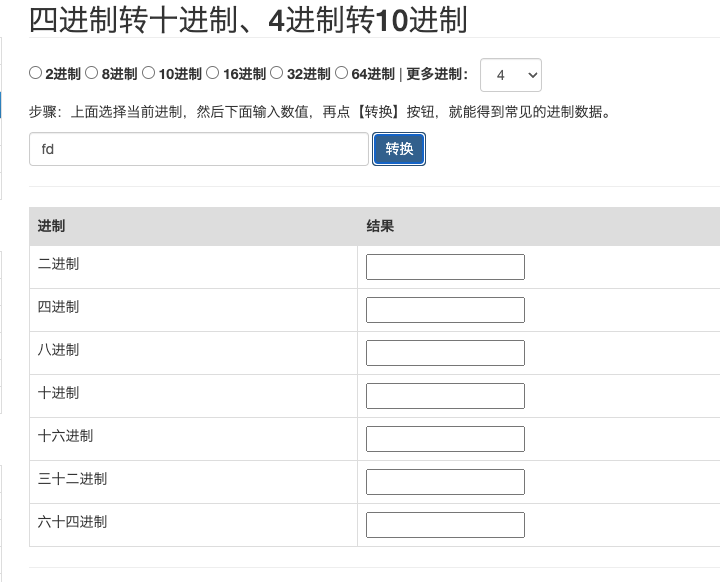 四进制转十进制、4进制转10进制
2进制 8进制 10进制 16进制 32进制 64进制 | 更多进制： 4
步骤：上面选择当前进制，然后下面输入数值，再点【转换】按钮，就能得到常见的进制数据。
fd 转换
进制 结果
二进制
四进制
八进制
十进制
十六进制
三十二进制
六十四进制